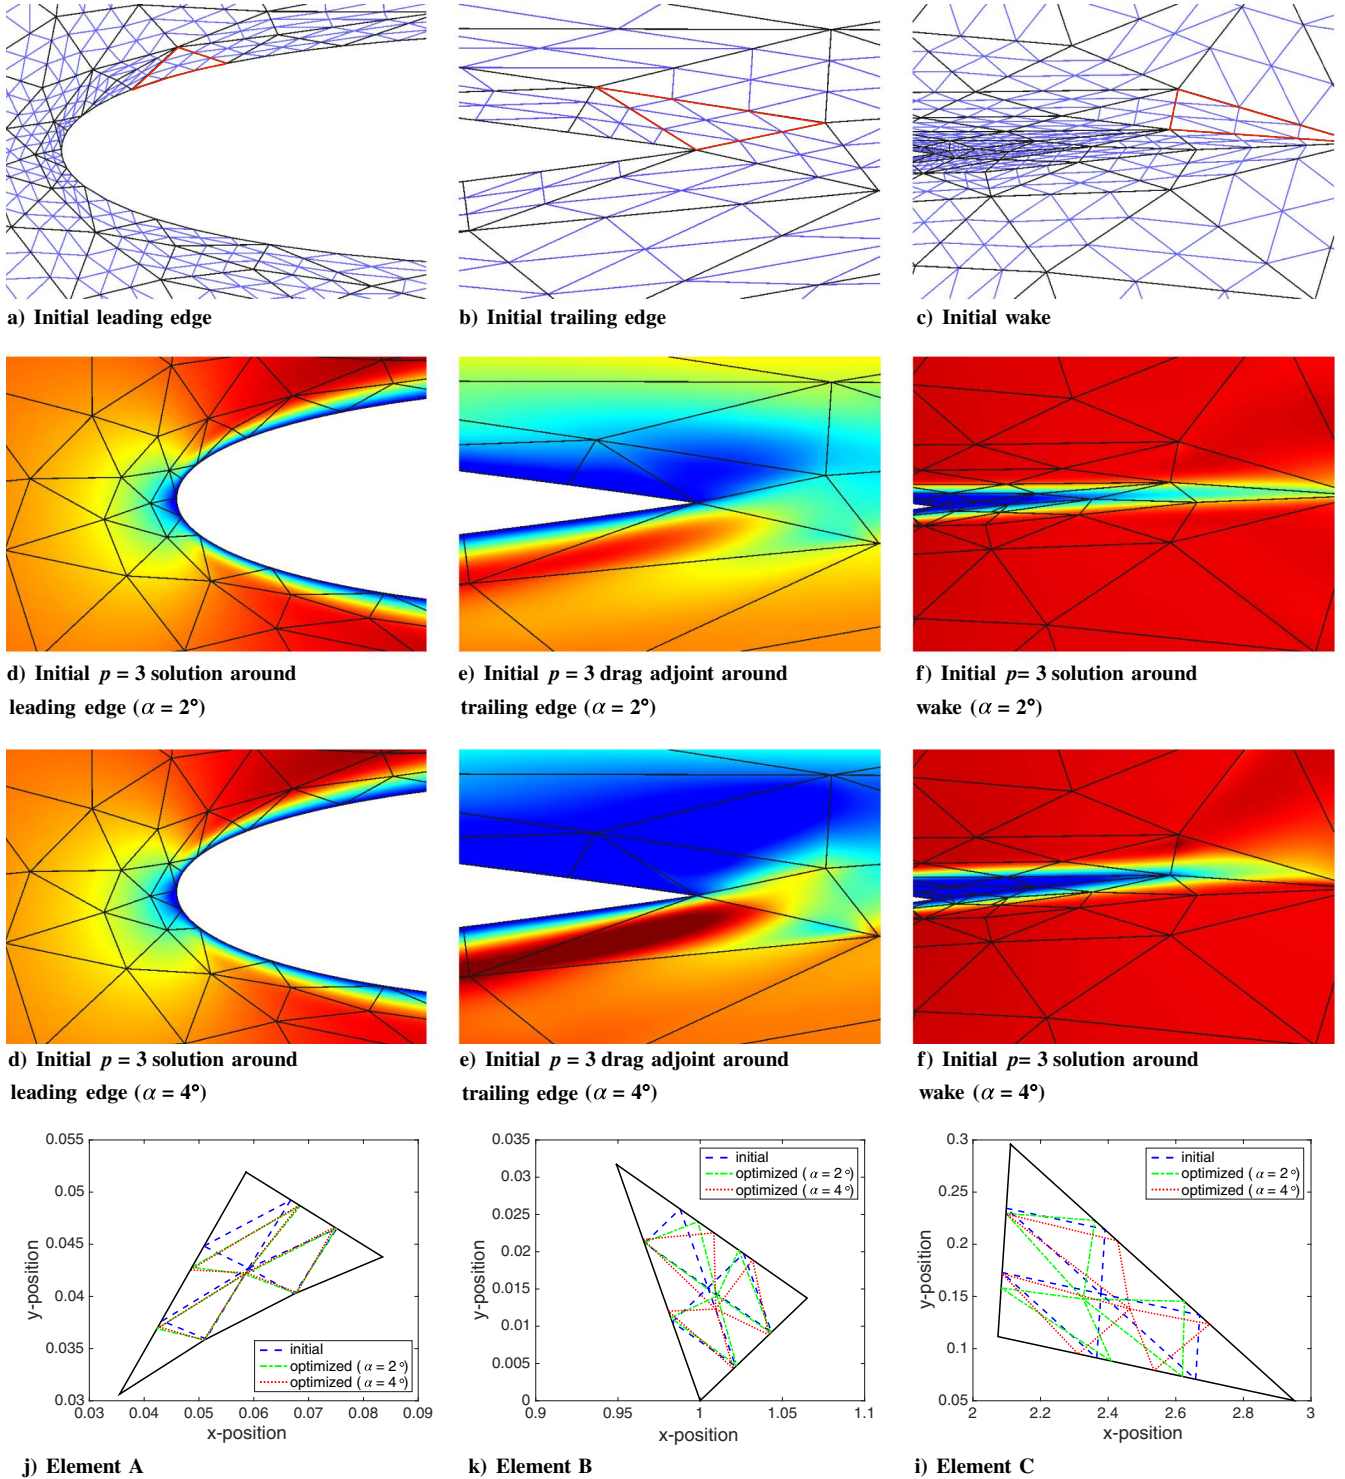 a) Initial leading edge
b) Initial trailing edge
c) Initial wake
d) Initial p = 3 solution around
leading edge (α = 2°)
e) Initial p = 3 drag adjoint around
trailing edge (α = 2°)
f) Initial p= 3 solution around
wake (α = 2°)
d) Initial p = 3 solution around
leading edge (α = 4°)
e) Initial p = 3 drag adjoint around
trailing edge (α = 4°)
f) Initial p= 3 solution around
wake (α = 4°)
0.055
0.05
0.045
0.04
0.035
0.03
y-position
0.03 0.04 0.05 0.06 0.07 0.08 0.09
x-position
initial
optimized (α = 2°)
optimized (α = 4°)
j) Element A
0.035
0.03
0.025
0.02
0.015
0.01
0.005
0
y-position
0.9 0.95 1 1.05 1.1
x-position
initial
optimized (α = 2°)
optimized (α = 4°)
k) Element B
0.3
0.25
0.2
0.15
0.1
0.05
y-position
2 2.2 2.4 2.6 2.8 3
x-position
initial
optimized (α = 2°)
optimized (α = 4°)
i) Element C